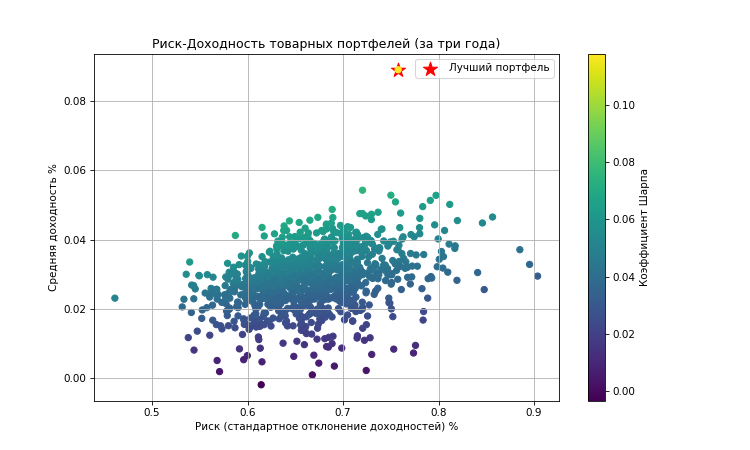 Риск-Доходность товарных портфелей (за три года)
Лучший портфель
Средняя доходность %
0.08
0.06
0.04
0.02
0.00
0.5 0.6 0.7 0.8 0.9
Риск (стандартное отклонение доходностей) %
0.10
0.08
0.06
0.04
0.02
0.00
Коэффициент Шарпа